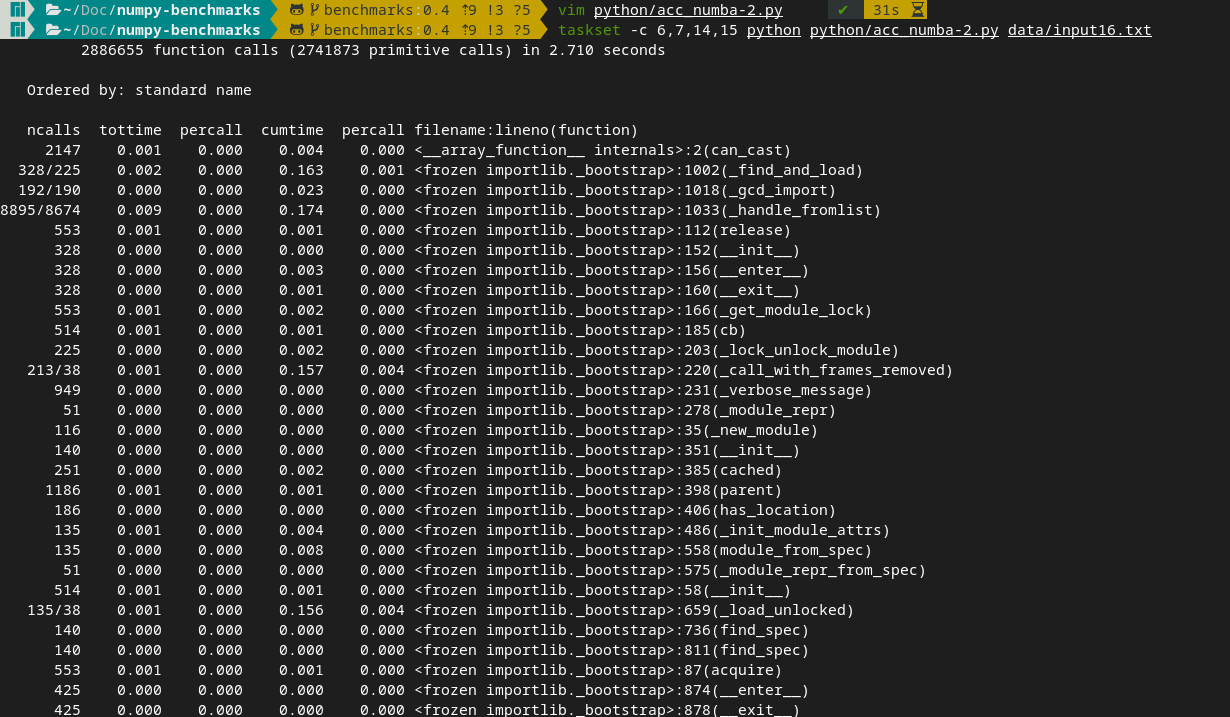 ~/Doc/numpy-benchmarks benchmarks:0.4 ⇡9 !3 ?5 vim python/acc_numba-2.py ✔ 31s
~/Doc/numpy-benchmarks benchmarks:0.4 ⇡9 !3 ?5 taskset -c 6,7,14,15 python python/acc_numba-2.py data/input16.txt
2886655 function calls (2741873 primitive calls) in 2.710 seconds
Ordered by: standard name
ncalls tottime percall cumtime percall filename:lineno(function)
2147 0.001 0.000 0.004 0.000 <__array_function__ internals>:2(can_cast)
328/225 0.002 0.000 0.163 0.001 <frozen importlib._bootstrap>:1002(_find_and_load)
192/190 0.000 0.000 0.023 0.000 <frozen importlib._bootstrap>:1018(_gcd_import)
8895/8674 0.009 0.000 0.174 0.000 <frozen importlib._bootstrap>:1033(_handle_fromlist)
553 0.001 0.000 0.001 0.000 <frozen importlib._bootstrap>:112(release)
328 0.000 0.000 0.000 0.000 <frozen importlib._bootstrap>:152(__init__)
328 0.000 0.000 0.003 0.000 <frozen importlib._bootstrap>:156(__enter__)
328 0.000 0.000 0.001 0.000 <frozen importlib._bootstrap>:160(__exit__)
553 0.001 0.000 0.002 0.000 <frozen importlib._bootstrap>:166(_get_module_lock)
514 0.001 0.000 0.001 0.000 <frozen importlib._bootstrap>:185(cb)
225 0.000 0.000 0.002 0.000 <frozen importlib._bootstrap>:203(_lock_unlock_module)
213/38 0.001 0.000 0.157 0.004 <frozen importlib._bootstrap>:220(_call_with_frames_removed)
949 0.000 0.000 0.000 0.000 <frozen importlib._bootstrap>:231(_verbose_message)
51 0.000 0.000 0.000 0.000 <frozen importlib._bootstrap>:278(_module_repr)
116 0.000 0.000 0.000 0.000 <frozen importlib._bootstrap>:35(_new_module)
140 0.000 0.000 0.000 0.000 <frozen importlib._bootstrap>:351(__init__)
251 0.000 0.000 0.002 0.000 <frozen importlib._bootstrap>:385(cached)
1186 0.001 0.000 0.001 0.000 <frozen importlib._bootstrap>:398(parent)
186 0.000 0.000 0.000 0.000 <frozen importlib._bootstrap>:406(has_location)
135 0.001 0.000 0.004 0.000 <frozen importlib._bootstrap>:486(_init_module_attrs)
135 0.000 0.000 0.008 0.000 <frozen importlib._bootstrap>:558(module_from_spec)
51 0.000 0.000 0.000 0.000 <frozen importlib._bootstrap>:575(_module_repr_from_spec)
514 0.001 0.000 0.001 0.000 <frozen importlib._bootstrap>:58(__init__)
135/38 0.001 0.000 0.156 0.004 <frozen importlib._bootstrap>:659(_load_unlocked)
140 0.000 0.000 0.000 0.000 <frozen importlib._bootstrap>:736(find_spec)
140 0.000 0.000 0.000 0.000 <frozen importlib._bootstrap>:811(find_spec)
553 0.001 0.000 0.001 0.000 <frozen importlib._bootstrap>:87(acquire)
425 0.000 0.000 0.000 0.000 <frozen importlib._bootstrap>:874(__enter__)
425 0.000 0.000 0.000 0.000 <frozen importlib._bootstrap>:878(__exit__)